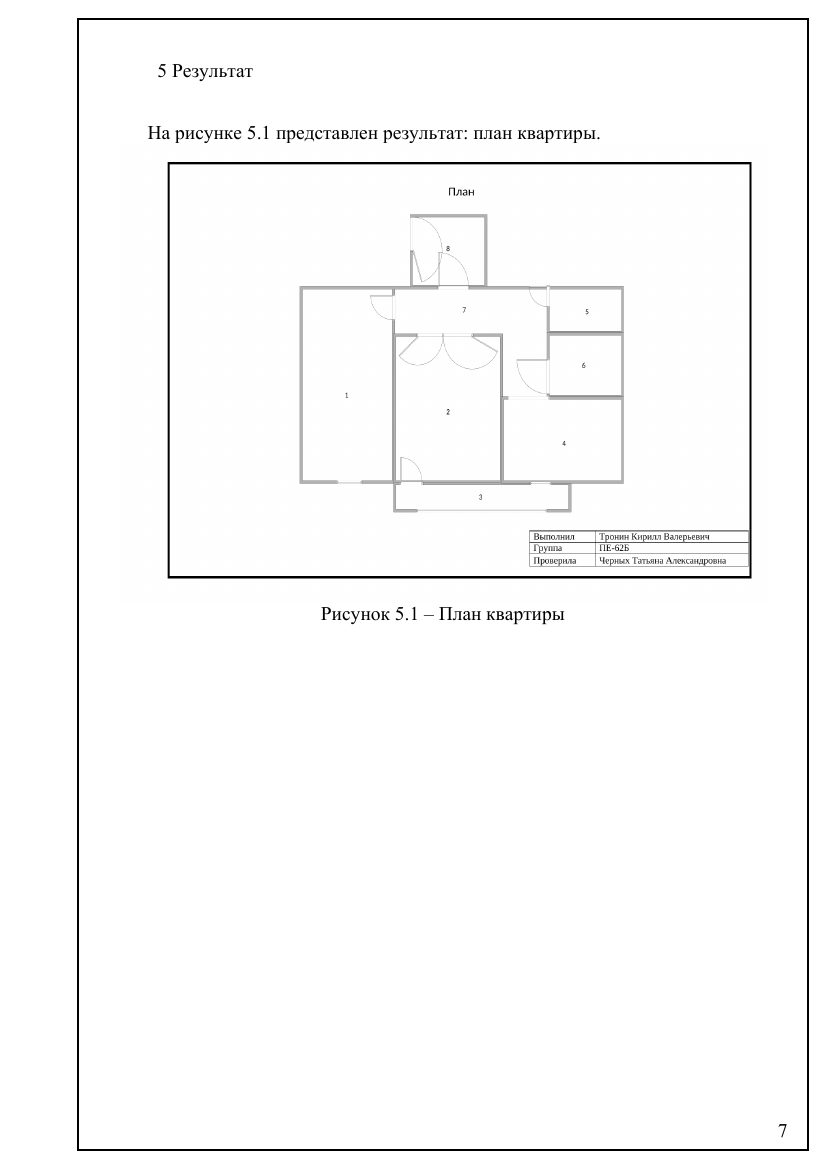 5 Результат
На рисунке 5.1 представлен результат: план квартиры.
План
8
7
5
6
1
2
4
3
Выполнил Тронин Кирилл Валерьевич
Группа ПЕ-62Б
Проверила Черных Татьяна Александровна
Рисунок 5.1 – План квартиры
7